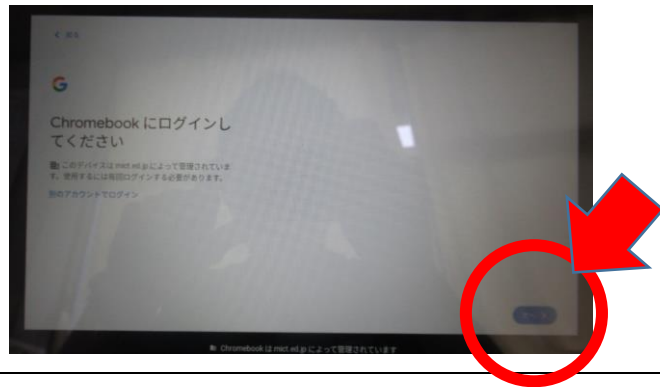 戻る
Chromebook にログインし
てください
このデバイスは mict.ed.jp によって管理されていま
す。使用するには毎回ログインする必要があります。
別のアカウントでログイン
Chromebook は mict.ed.jp によって管理されています